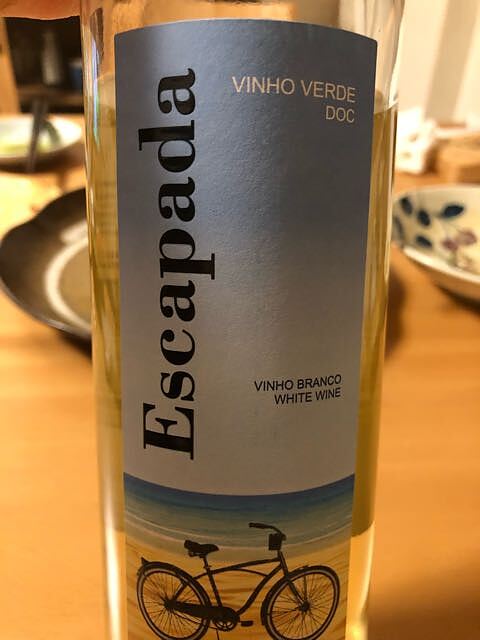 Escapada
VINHO VERDE
DOC
VINHO BRANCO
WHITE WINE